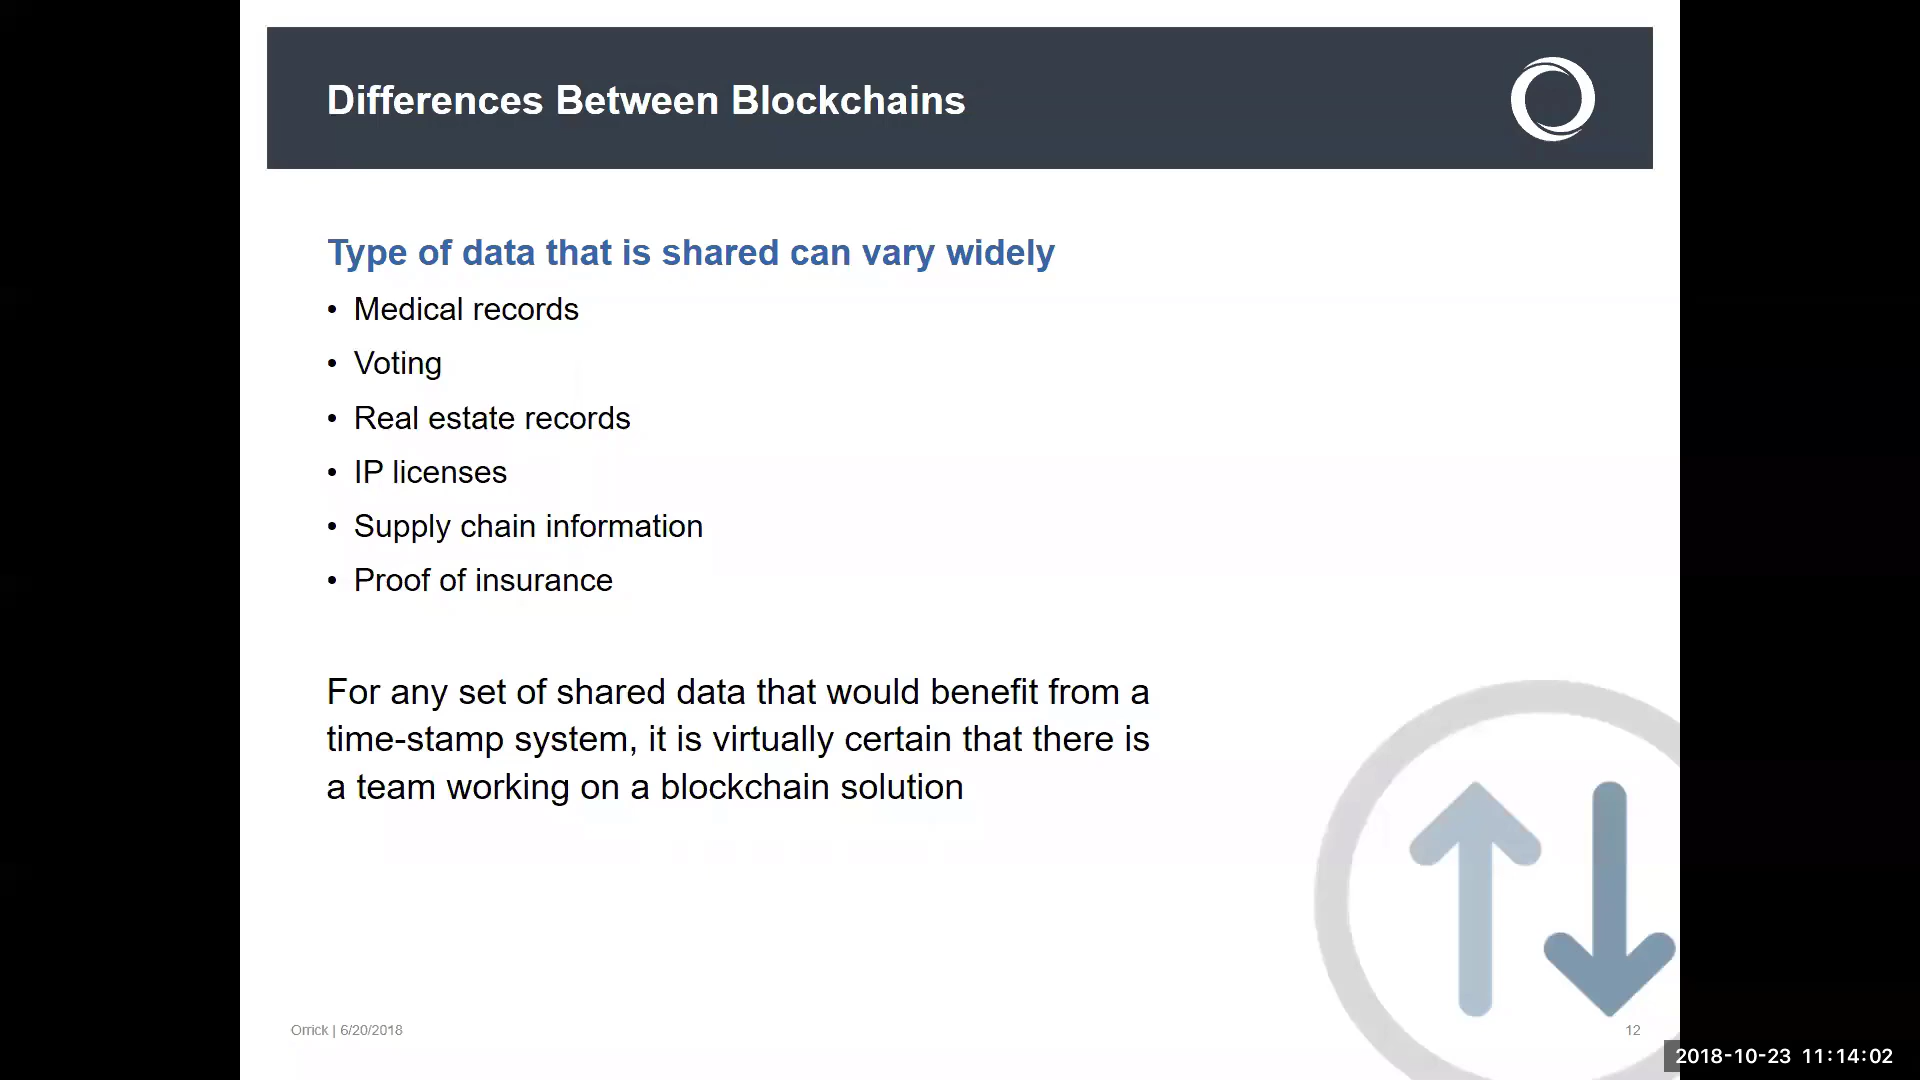 Differences Between Blockchains
Type of data that is shared can vary widely
• Medical records
• Voting
• Real estate records
• IP licenses
• Supply chain information
• Proof of insurance
For any set of shared data that would benefit from a
time-stamp system, it is virtually certain that there is
a team working on a blockchain solution
Orrick | 6/20/2018
12
2018-10-23 11:14:02